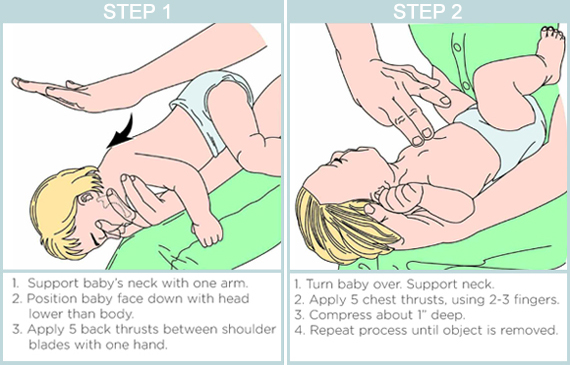 STEP 1
1. Support baby's neck with one arm.
2. Position baby face down with head
lower than body.
3. Apply 5 back thrusts between shoulder
blades with one hand.
STEP 2
1. Turn baby over. Support neck.
2. Apply 5 chest thrusts, using 2-3 fingers.
3. Compress about 1" deep.
4. Repeat process until object is removed.